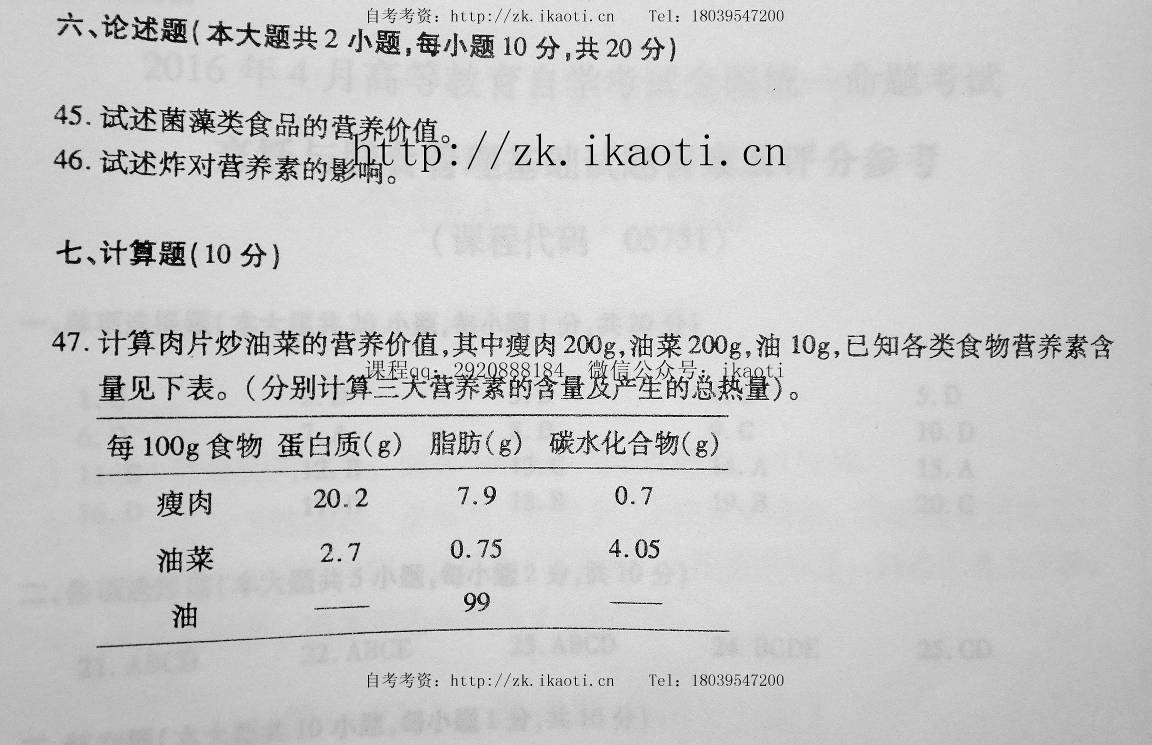 自考考资：http://zk.ikaoti.cn Tel：18039547200
六、论述题(本大题共2小题,每小题10分,共20分)
45. 试述菌藻类食品的营养价值。
http://zk.ikaoti.cn
46. 试述炸对营养素的影响。
(课程代码 05751)
七、计算题(10分)
47. 计算肉片炒油菜的营养价值,其中瘦肉200g,油菜200g,油 10g,已知各类食物营养素含
课程qq：2920888184 微信公众号：ikaoti
量见下表。(分别计算三大营养素的含量及产生的总热量)。
每100g食物 蛋白质(g) 脂肪(g) 碳水化合物(g)
瘦肉 20.2 7.9 0.7
油菜 2.7 0.75 4.05
油 —— 99 ——
自考考资：http://zk.ikaoti.cn Tel：18039547200